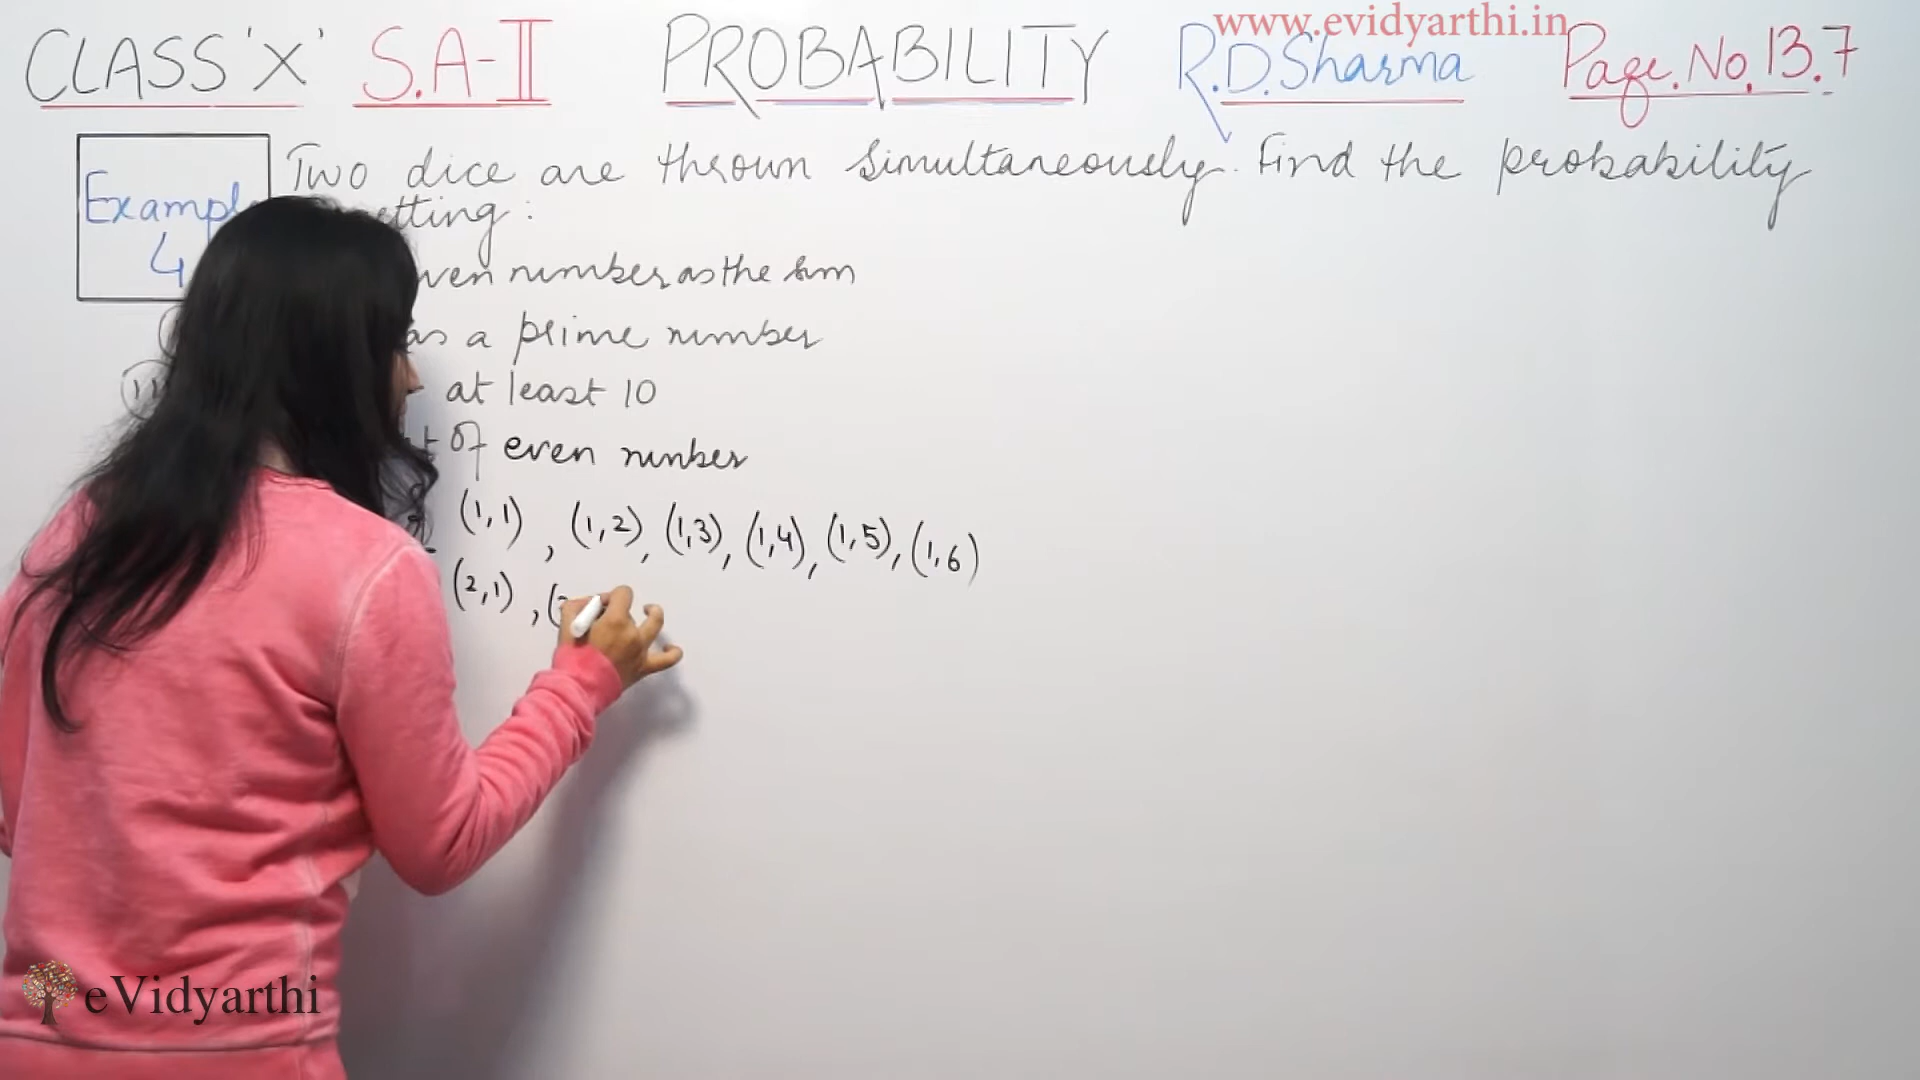 www.evidyarthi.in
CLASS 'X' S.A-II PROBABILITY R.D.Sharma Page.No.13.7
Example 4
Two dice are thrown simultaneously. Find the probability
etting:
ven number as the sum
as a prime number
at least 10
of even number
(1,1), (1,2), (1,3), (1,4), (1,5), (1,6)
(2,1), (
eVidyarthi